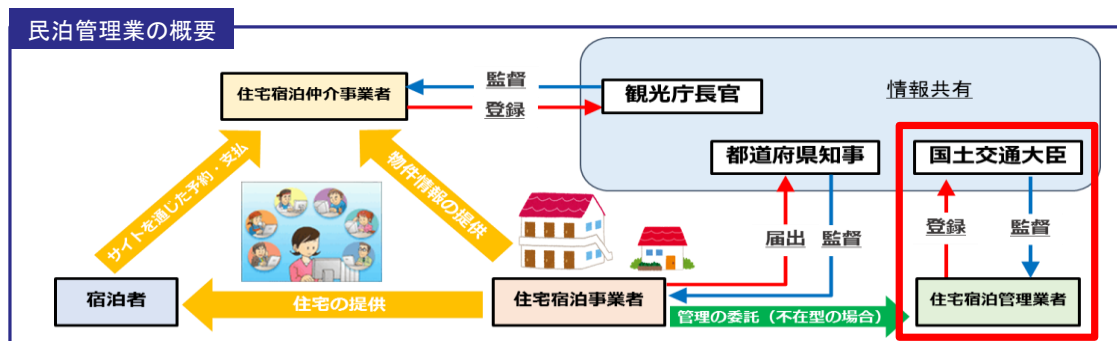 民泊管理業の概要
住宅宿泊仲介事業者
監督
登録
観光庁長官
情報共有
都道府県知事
国土交通大臣
サイトを通じた予約・支払
物件情報の提供
届出
監督
登録
監督
宿泊者
住宅の提供
住宅宿泊事業者
管理の委託（不在型の場合）
住宅宿泊管理業者